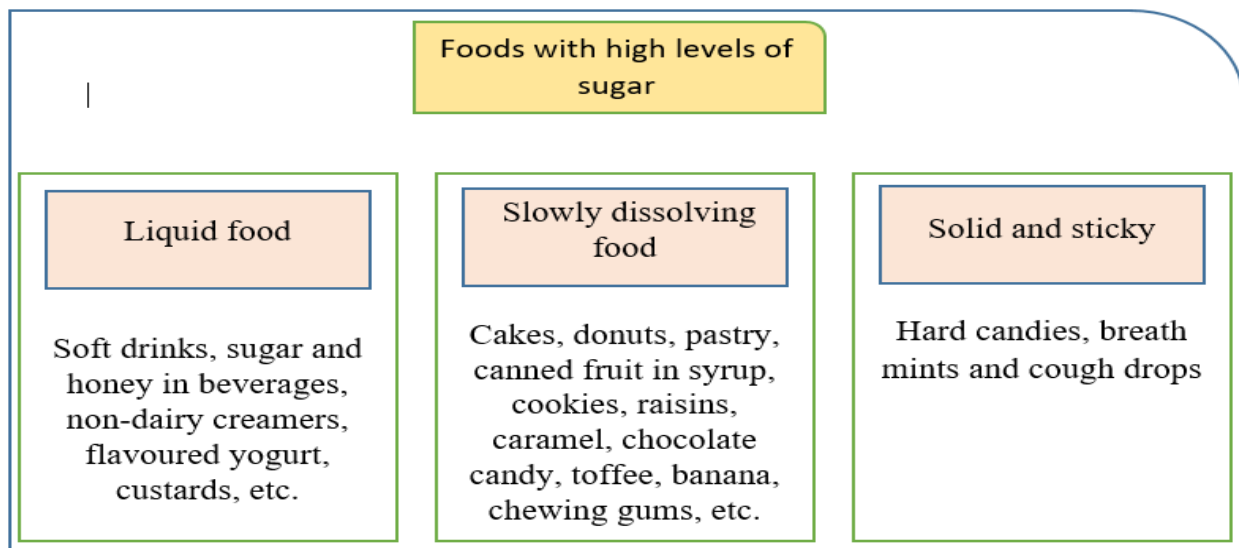 Foods with high levels of
sugar
Liquid food
Soft drinks, sugar and
honey in beverages,
non-dairy creamers,
flavoured yogurt,
custards, etc.
Slowly dissolving
food
Cakes, donuts, pastry,
canned fruit in syrup,
cookies, raisins,
caramel, chocolate
candy, toffee, banana,
chewing gums, etc.
Solid and sticky
Hard candies, breath
mints and cough drops